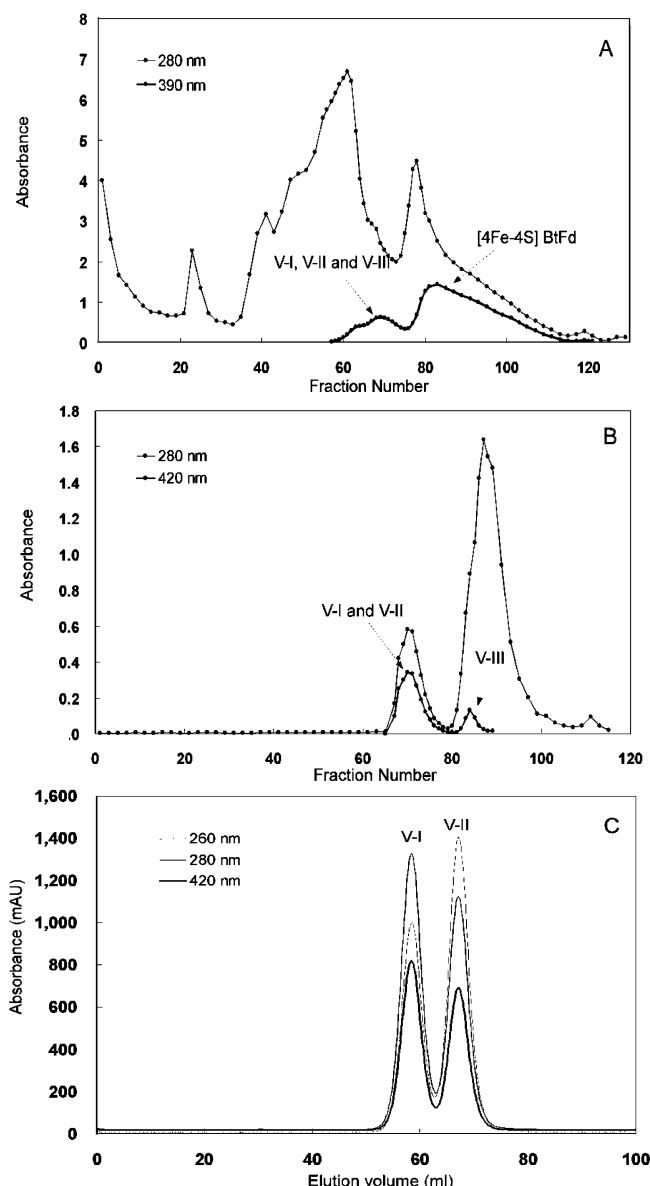 A
8
7
6
5
4
3
2
1
0
Absorbance
280 nm
390 nm
V-I, V-II and V-III
[4Fe-4S] BtFd
0 20 40 60 80 100 120
Fraction Number
B
1.8
1.6
1.4
1.2
1.0
0.8
0.6
0.4
0.2
.0
Absorbance
280 nm
420 nm
V-I and V-II
V-III
0 20 40 60 80 100 120
Fraction Number
C
1,600
1,400
1,200
1,000
800
600
400
200
0
Absorbance (mAU)
260 nm
280 nm
420 nm
V-I
V-II
0 20 40 60 80 100
Elution volume (ml)